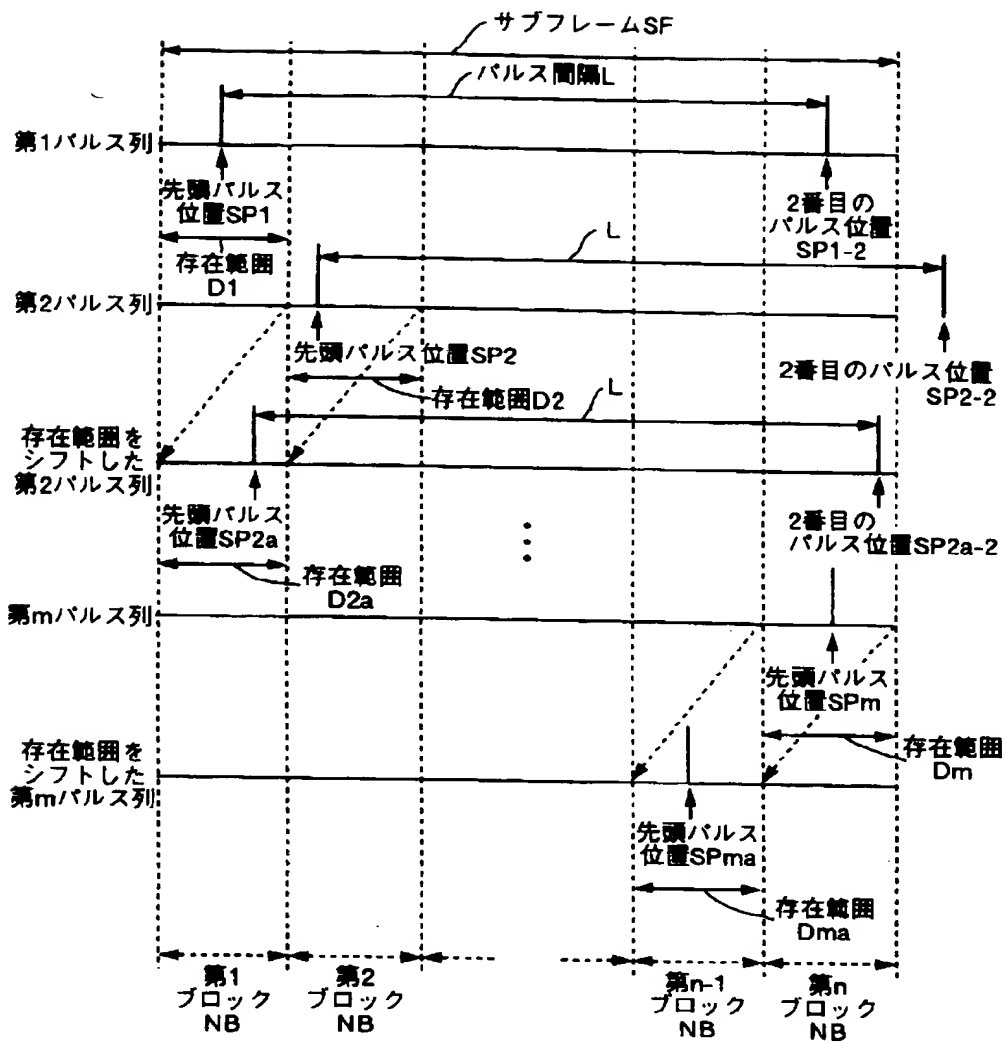 サブフレームSF
パルス間隔L
第1パルス列
先頭パルス
位置SP1
2番目の
パルス位置
SP1-2
存在範囲
D1
L
第2パルス列
先頭パルス位置SP2
2番目のパルス位置
SP2-2
存在範囲D2
L
存在範囲を
シフトした
第2パルス列
先頭パルス
位置SP2a
2番目の
パルス位置SP2a-2
存在範囲
D2a
第mパルス列
先頭パルス
位置SPm
存在範囲
Dm
存在範囲を
シフトした
第mパルス列
先頭パルス
位置SPma
存在範囲
Dma
第1
ブロック
NB
第2
ブロック
NB
第n-1
ブロック
NB
第n
ブロック
NB